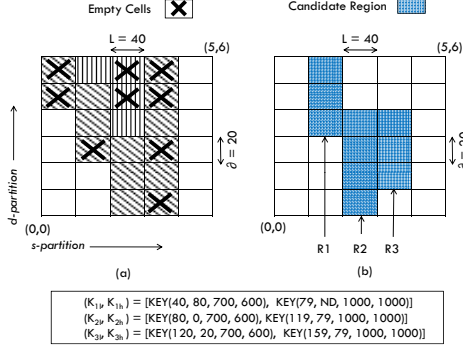 Empty Cells
Candidate Region
L = 40
(5,6)
L = 40
(5,6)
d-partition
∂ = 20
∂ = 20
(0,0)
s-partition
(0,0)
R1
R2
R3
(a)
(b)
(K1l, K1h) = [KEY(40, 80, 700, 600), KEY(79, ND, 1000, 1000)]
(K2l, K2h) = [KEY(80, 0, 700, 600), KEY(119, 79, 1000, 1000)]
(K3l, K3h) = [KEY(120, 20, 700, 600), KEY(159, 79, 1000, 1000)]